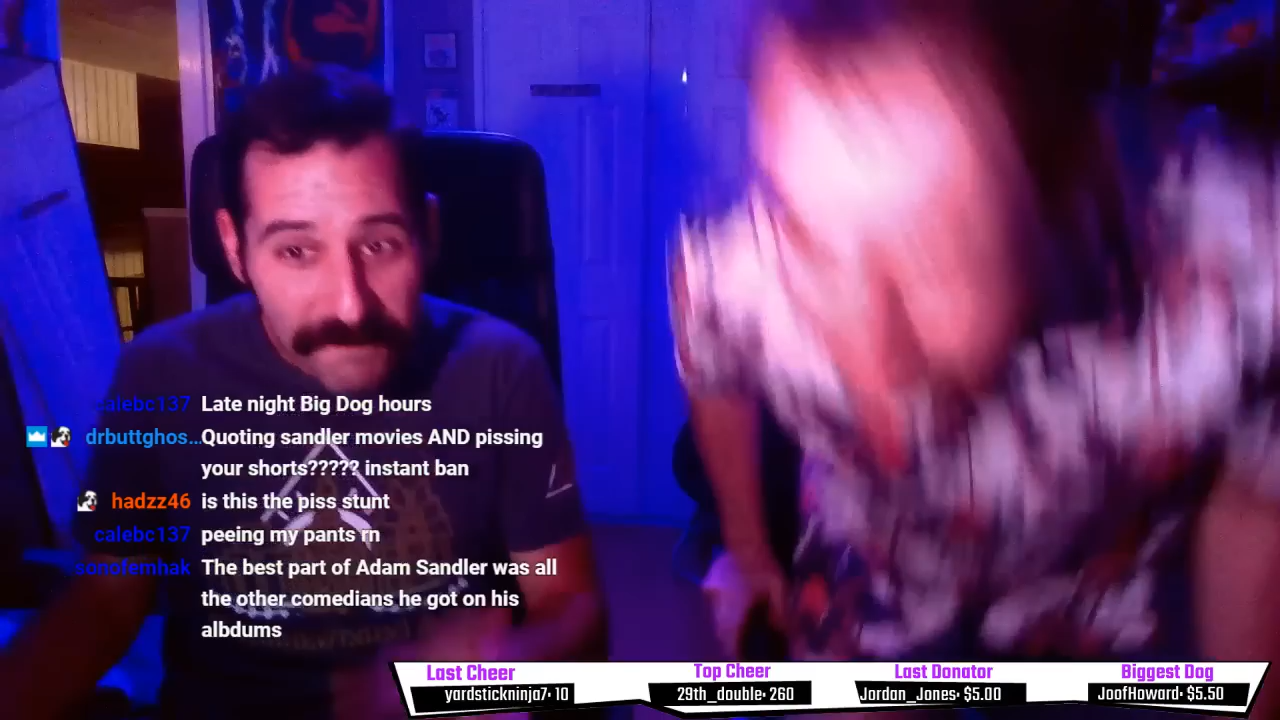 calebc137 Late night Big Dog hours
drbuttghos... Quoting sandler movies AND pissing
your shorts????? instant ban
hadzz46 is this the piss stunt
calebc137 peeing my pants rn
sonofemhak The best part of Adam Sandler was all
the other comedians he got on his
albdums
Last Cheer Top Cheer Last Donator Biggest Dog
yardstickninja7: 10 29th_double: 260 Jordan_Jones: $5.00 JoofHoward: $5.50